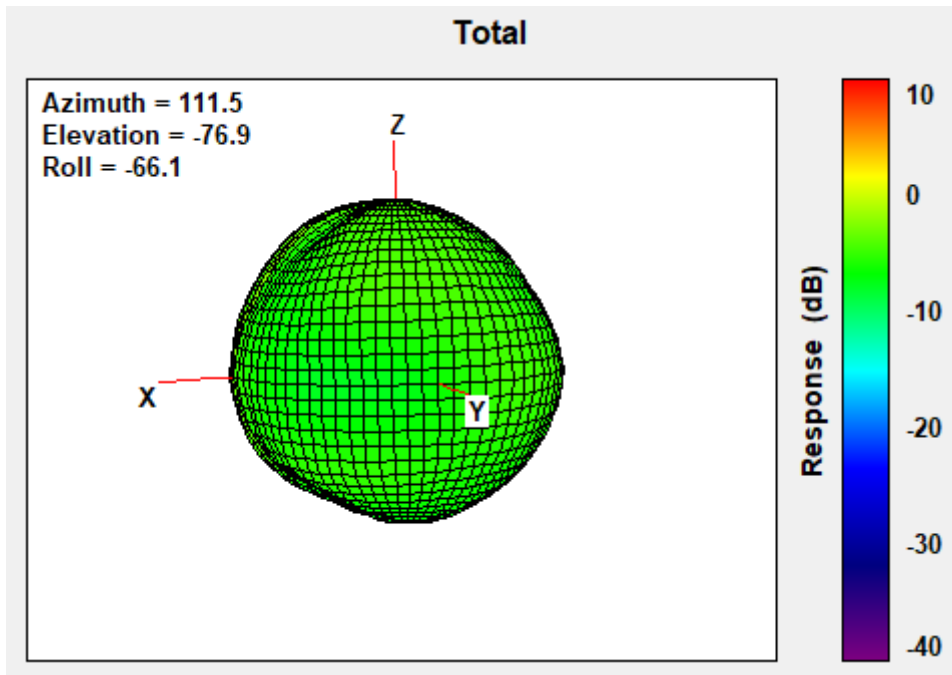 Total
Azimuth = 111.5
Elevation = -76.9
Roll = -66.1
Z
X
Y
10
0
-10
-20
-30
-40
Response (dB)